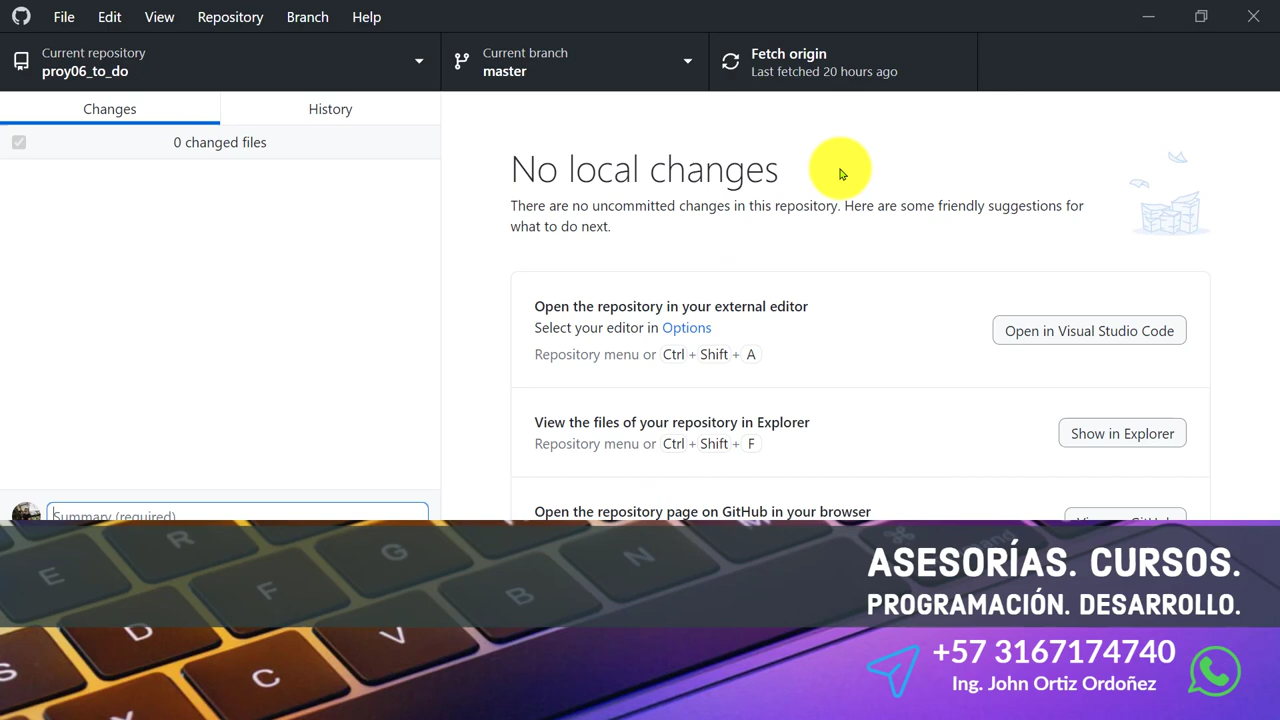 File Edit View Repository Branch Help
Current repository
proy06_to_do
Current branch
master
Fetch origin
Last fetched 20 hours ago
Changes
History
0 changed files
No local changes
There are no uncommitted changes in this repository. Here are some friendly suggestions for
what to do next.
Open the repository in your external editor
Select your editor in Options
Repository menu or Ctrl + Shift + A
Open in Visual Studio Code
View the files of your repository in Explorer
Repository menu or Ctrl + Shift + F
Show in Explorer
Summary (required)
Open the repository page on GitHub in your browser
ASESORÍAS. CURSOS.
PROGRAMACIÓN. DESARROLLO.
+57 3167174740
Ing. John Ortiz Ordoñez
E R F G B N D C V S